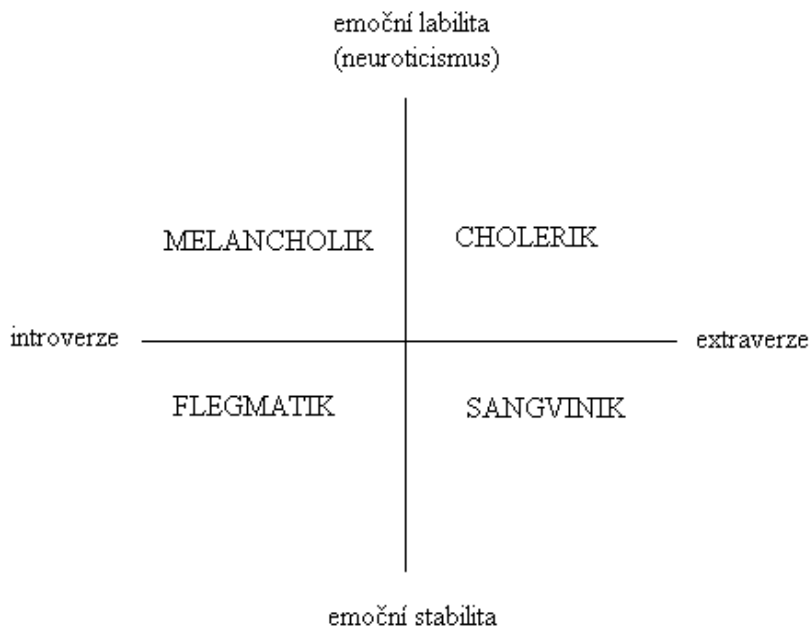 emoční labilita
(neuroticismus)
MELANCHOLIK
CHOLERIK
introverze
extraverze
FLEGMATIK
SANGVINIK
emoční stabilita